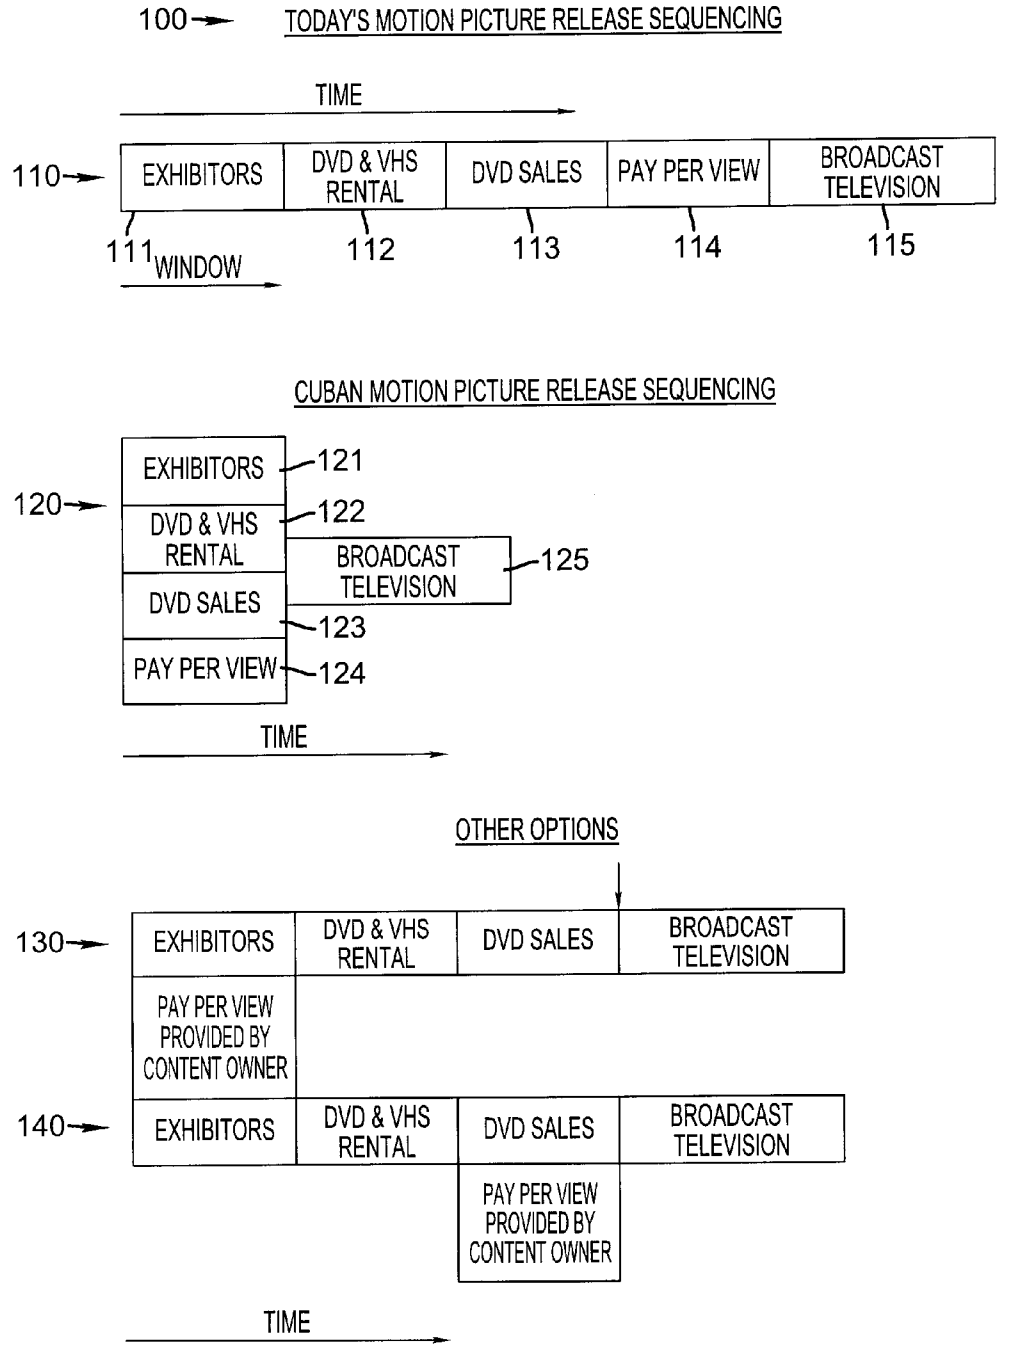 100 TODAY'S MOTION PICTURE RELEASE SEQUENCING
TIME
110 EXHIBITORS DVD & VHS RENTAL DVD SALES PAY PER VIEW BROADCAST TELEVISION
111 112 113 114 115
WINDOW
CUBAN MOTION PICTURE RELEASE SEQUENCING
120
EXHIBITORS 121
DVD & VHS 122
RENTAL
BROADCAST 125
TELEVISION
DVD SALES
123
PAY PER VIEW 124
TIME
OTHER OPTIONS
130 EXHIBITORS DVD & VHS RENTAL DVD SALES BROADCAST TELEVISION
PAY PER VIEW
PROVIDED BY
CONTENT OWNER
140 EXHIBITORS DVD & VHS RENTAL DVD SALES BROADCAST TELEVISION
PAY PER VIEW
PROVIDED BY
CONTENT OWNER
TIME